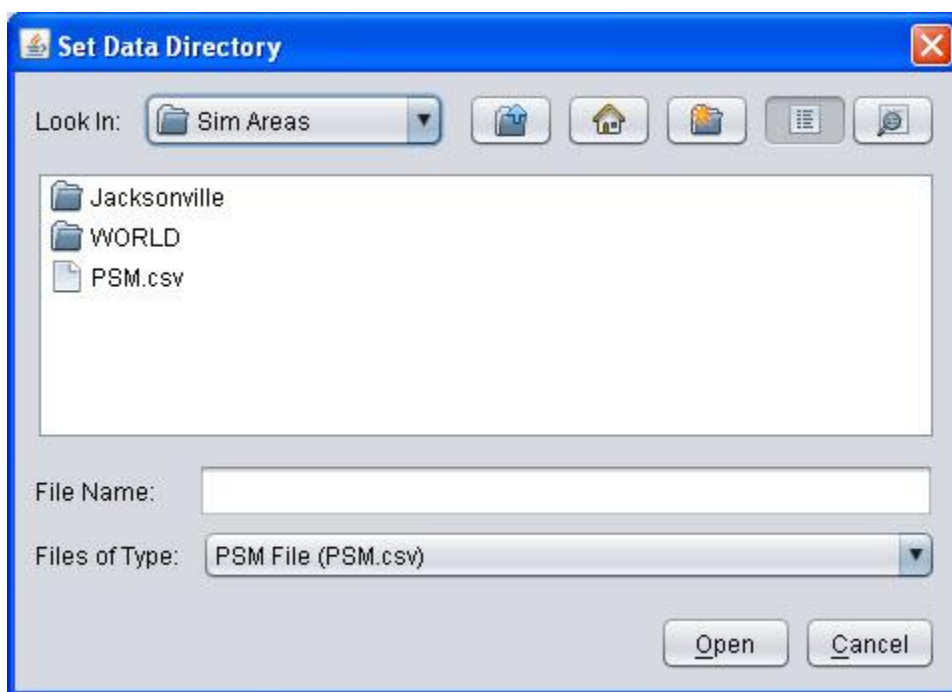 Set Data Directory
Look In: Sim Areas
Jacksonville
WORLD
PSM.csv
File Name:
Files of Type: PSM File (PSM.csv)
Open Cancel